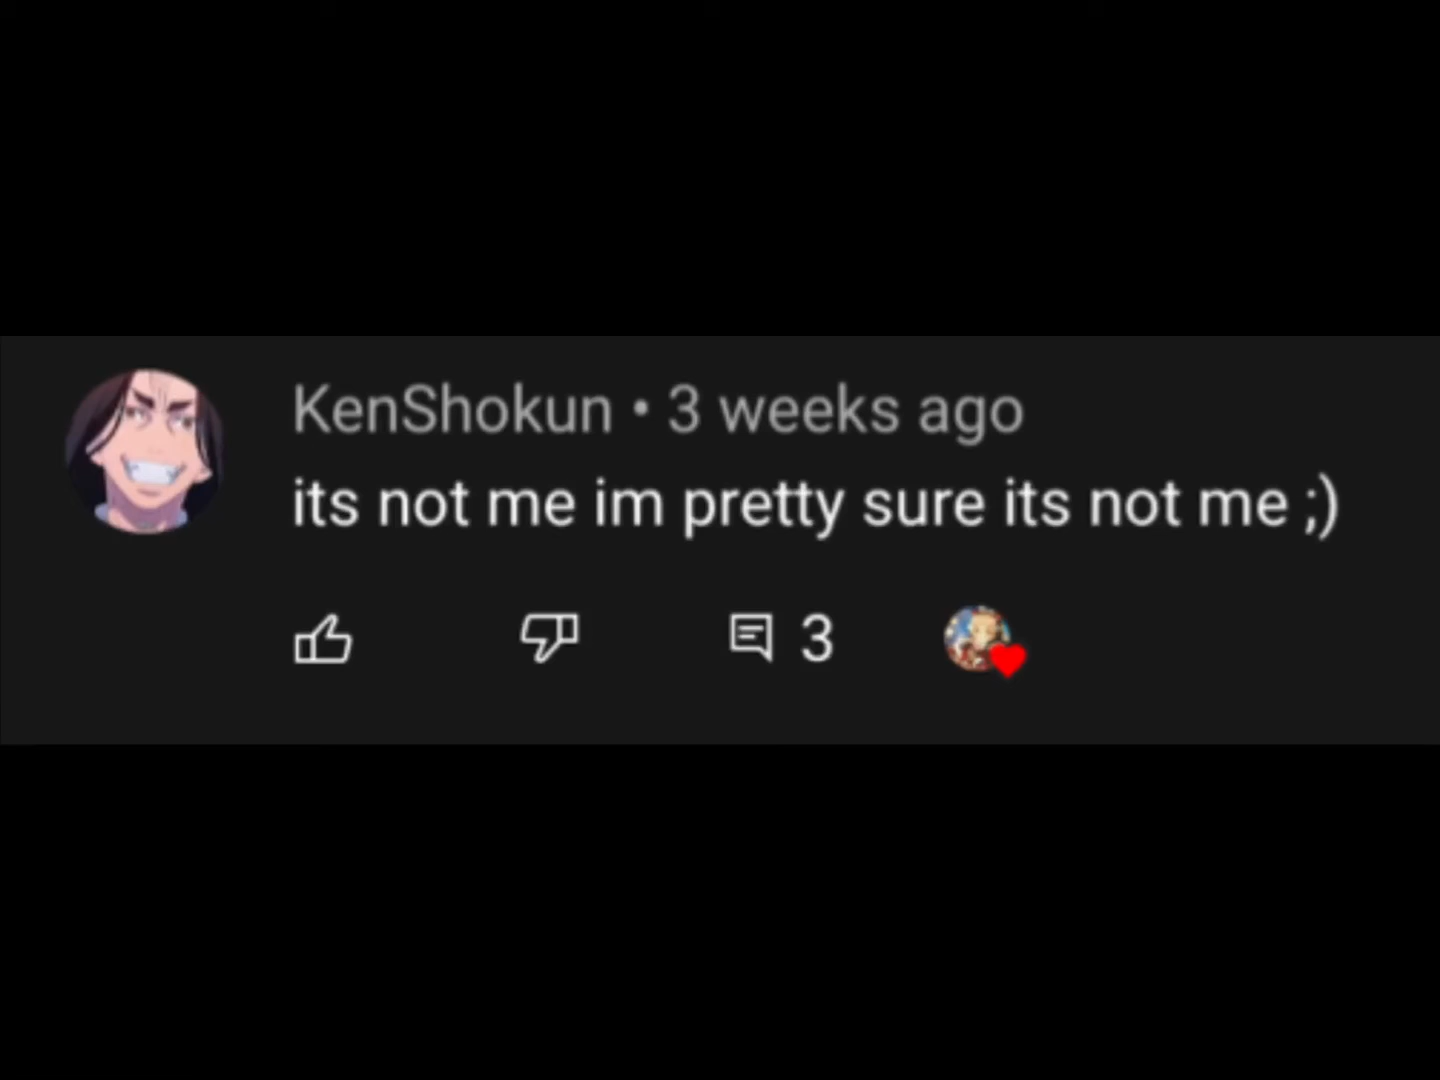 KenShokun • 3 weeks ago
its not me im pretty sure its not me ;)
3